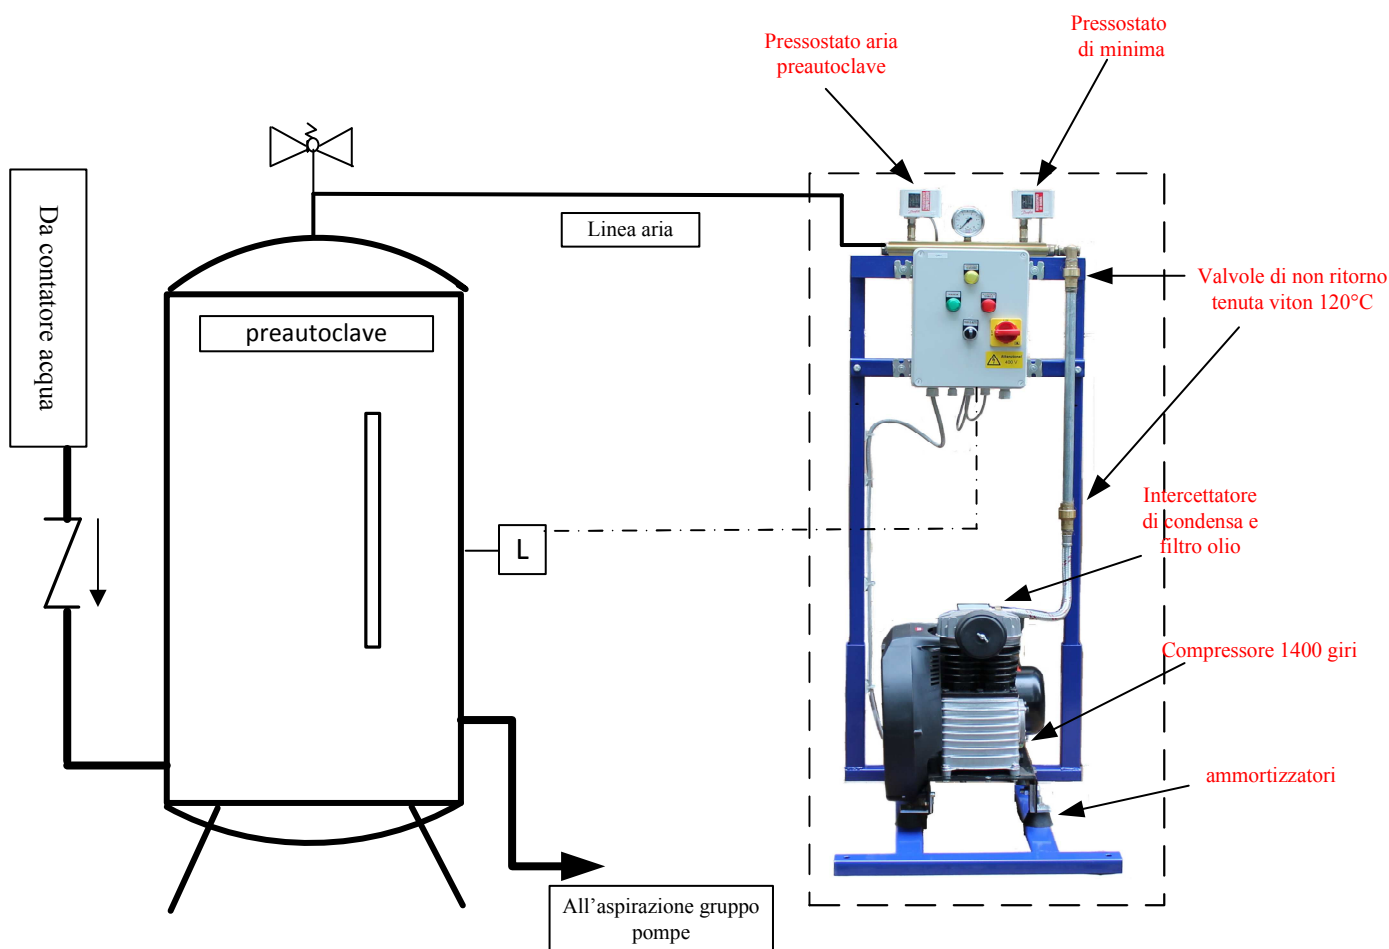 Pressostato aria
preautoclave
Pressostato
di minima
Da contatore acqua
Linea aria
preautoclave
Valvole di non ritorno
tenuta viton 120°C
Intercettatore
di condensa e
filtro olio
L
Compressore 1400 giri
ammortizzatori
All'aspirazione gruppo
pompe